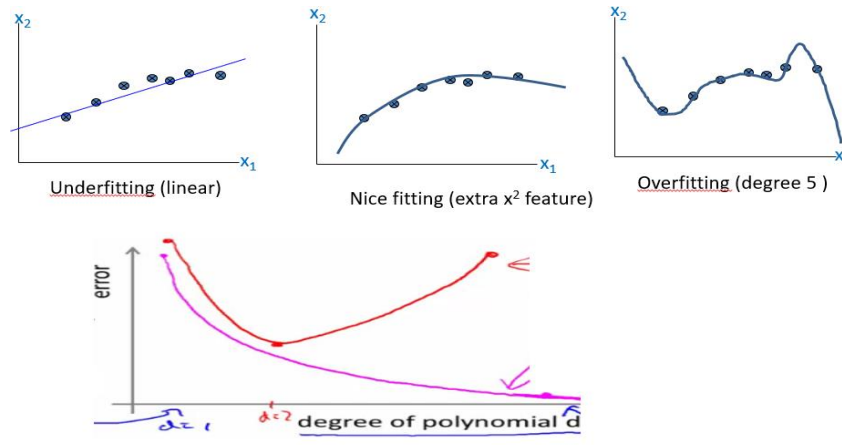 X₂
X₁
Underfitting (linear)
X₂
X₁
Nice fitting (extra x² feature)
X₂
X
Overfitting (degree 5 )
error
d=1
d=2
degree of polynomial d